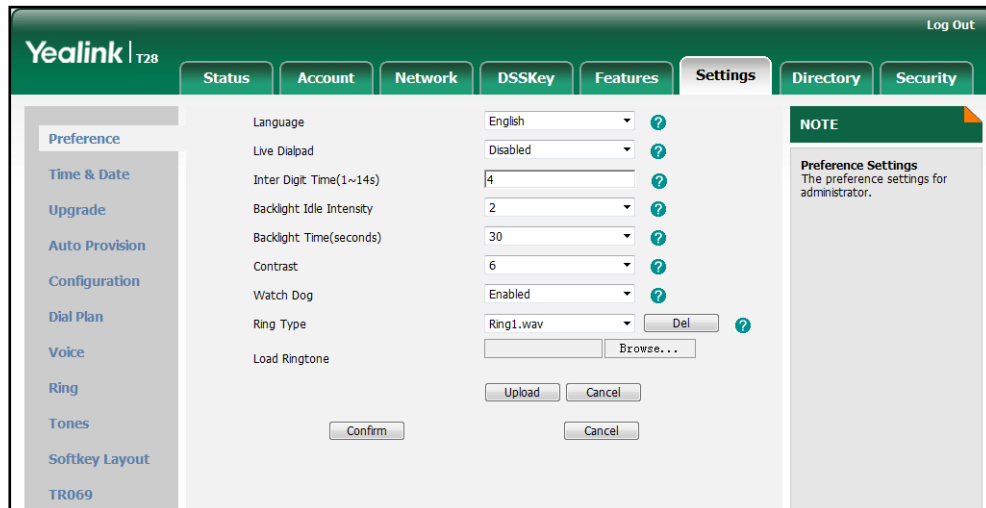 Log Out
Yealink T28
Status Account Network DSSKey Features Settings Directory Security
Preference
Time & Date
Upgrade
Auto Provision
Configuration
Dial Plan
Voice
Ring
Tones
Softkey Layout
TR069
Language English ?
Live Dialpad Disabled ?
Inter Digit Time(1~14s) 4 ?
Backlight Idle Intensity 2 ?
Backlight Time(seconds) 30 ?
Contrast 6 ?
Watch Dog Enabled ?
Ring Type Ring1.wav Del ?
Load Ringtone Browse...
Upload Cancel
Confirm Cancel
NOTE
Preference Settings
The preference settings for
administrator.